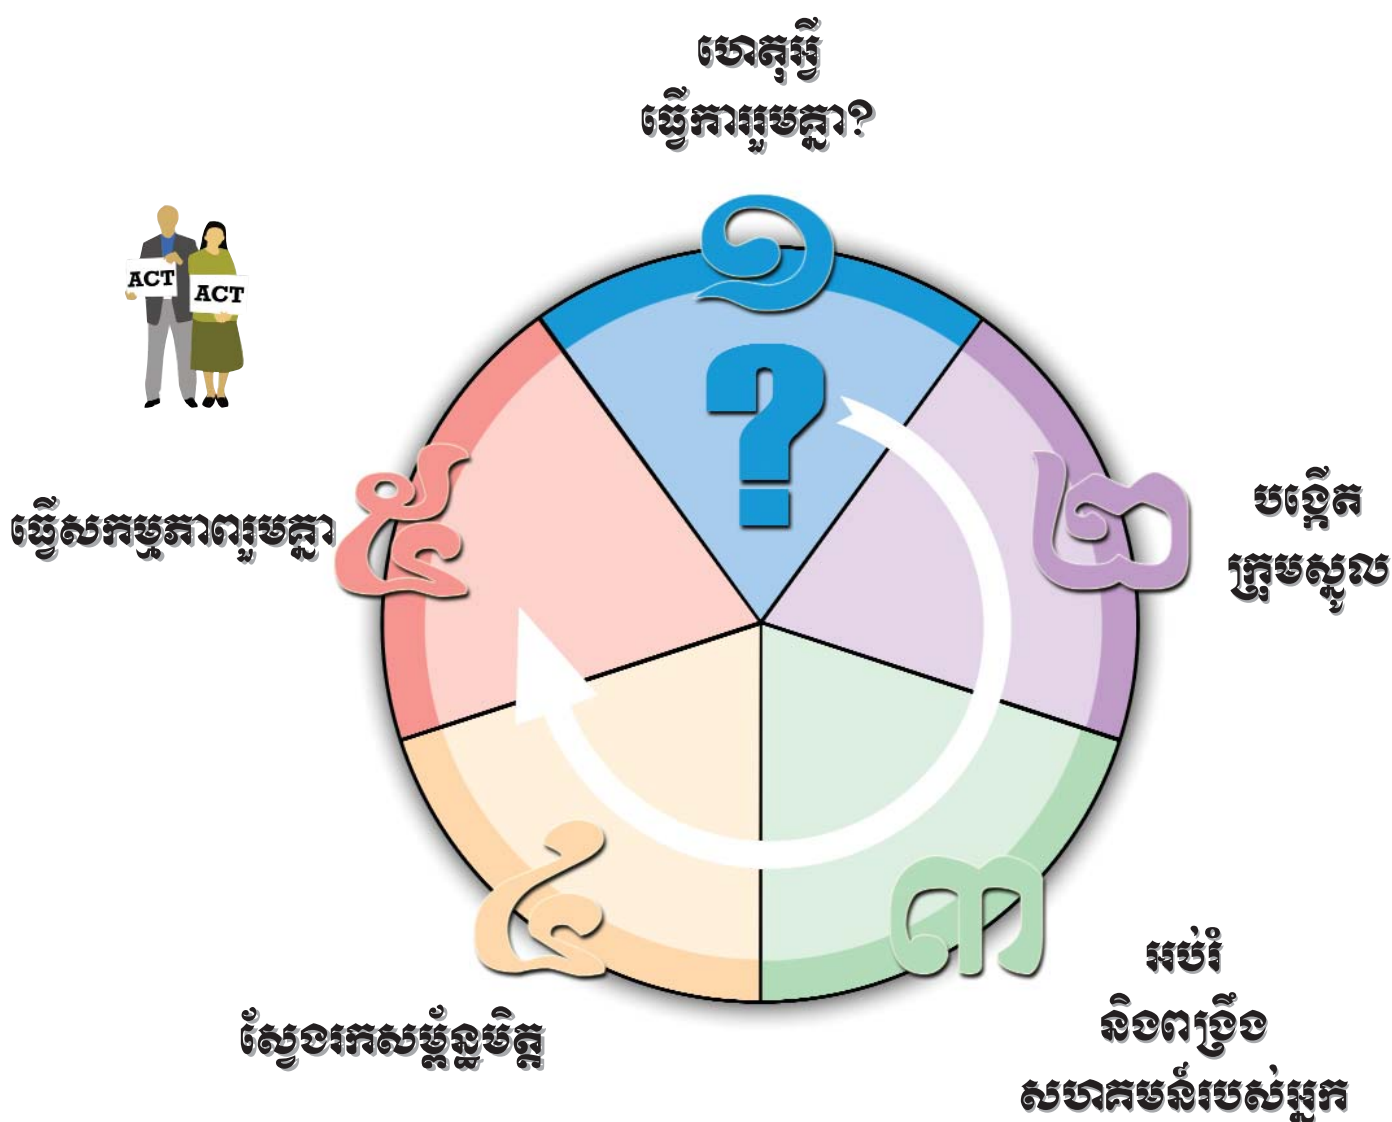 ហេតុអ្វី
ធ្វើការរួមគ្នា?
១
?
ACT
ACT
២
បង្កើត
ក្រុមស្នូល
៥
ធ្វើសកម្មភាពរួមគ្នា
៤
ស្វែងរកសម្ព័ន្ធមិត្ត
៣
អប់រំ
និងពង្រឹង
សហគមន៍របស់អ្នក